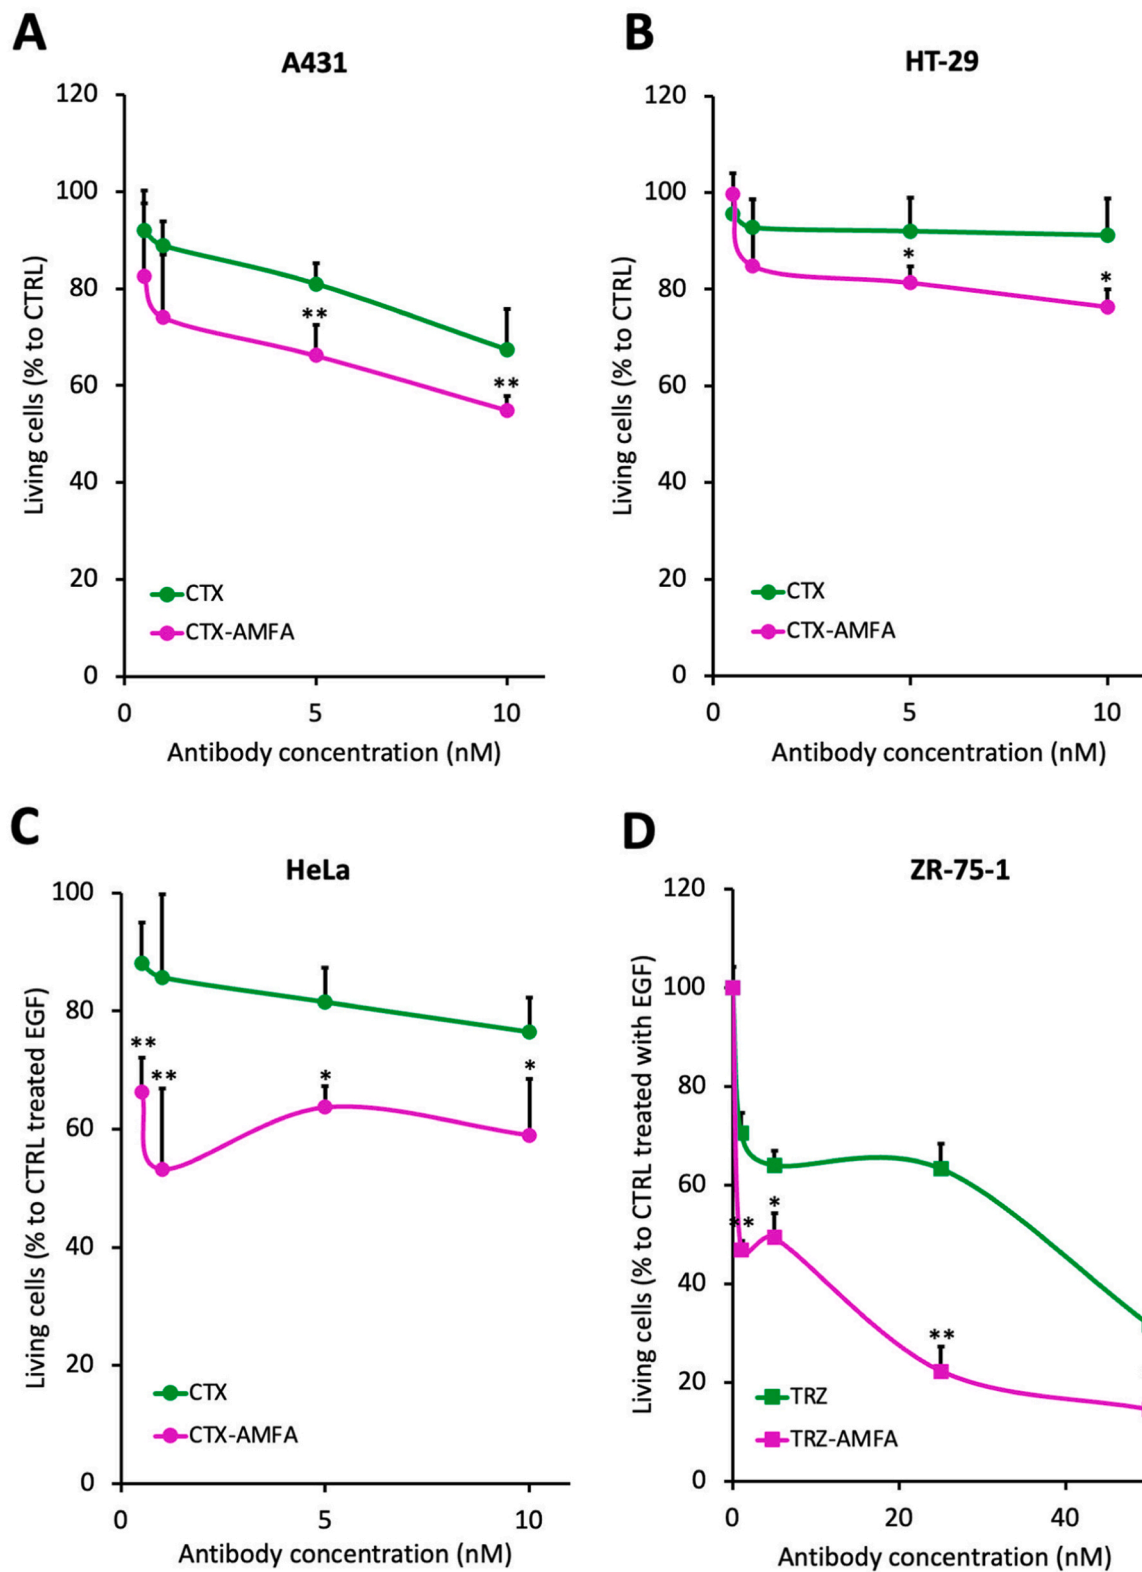 A
A431
120
100
80
60
40
20
0
0
5
10
Living cells (% to CTRL)
**
**
CTX
CTX-AMFA
Antibody concentration (nM)
B
HT-29
120
100
80
60
40
20
0
0
5
10
Living cells (% to CTRL)
*
*
CTX
CTX-AMFA
Antibody concentration (nM)
C
HeLa
100
80
60
40
20
0
0
5
10
Living cells (% to CTRL treated EGF)
**
**
*
*
CTX
CTX-AMFA
Antibody concentration (nM)
D
ZR-75-1
120
100
80
60
40
20
0
0
20
40
Living cells (% to CTRL treated with EGF)
**
*
**
TRZ
TRZ-AMFA
Antibody concentration (nM)